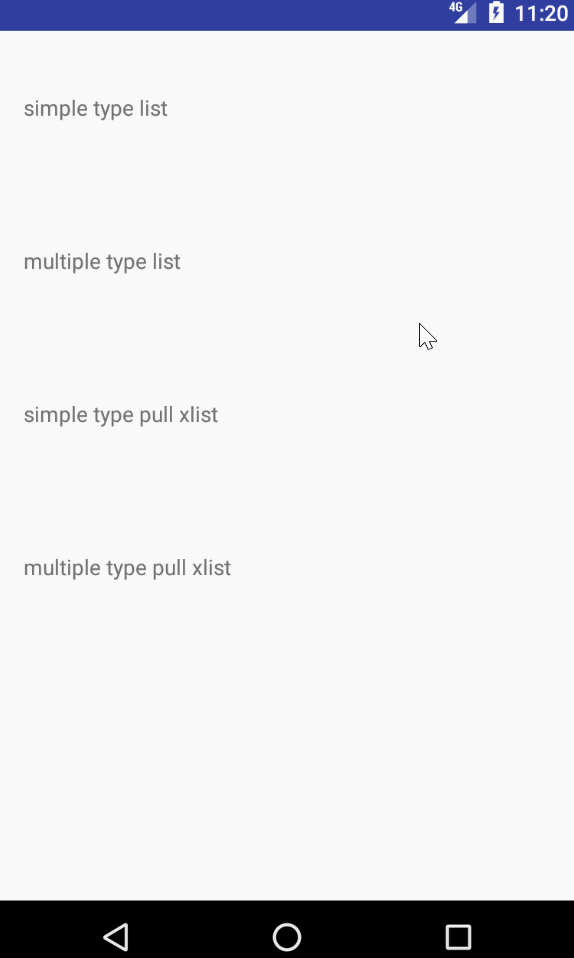 4G 11:20
simple type list
multiple type list
simple type pull xlist
multiple type pull xlist